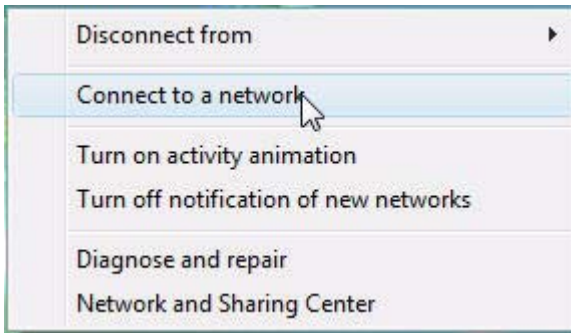 Disconnect from
Connect to a network
Turn on activity animation
Turn off notification of new networks
Diagnose and repair
Network and Sharing Center